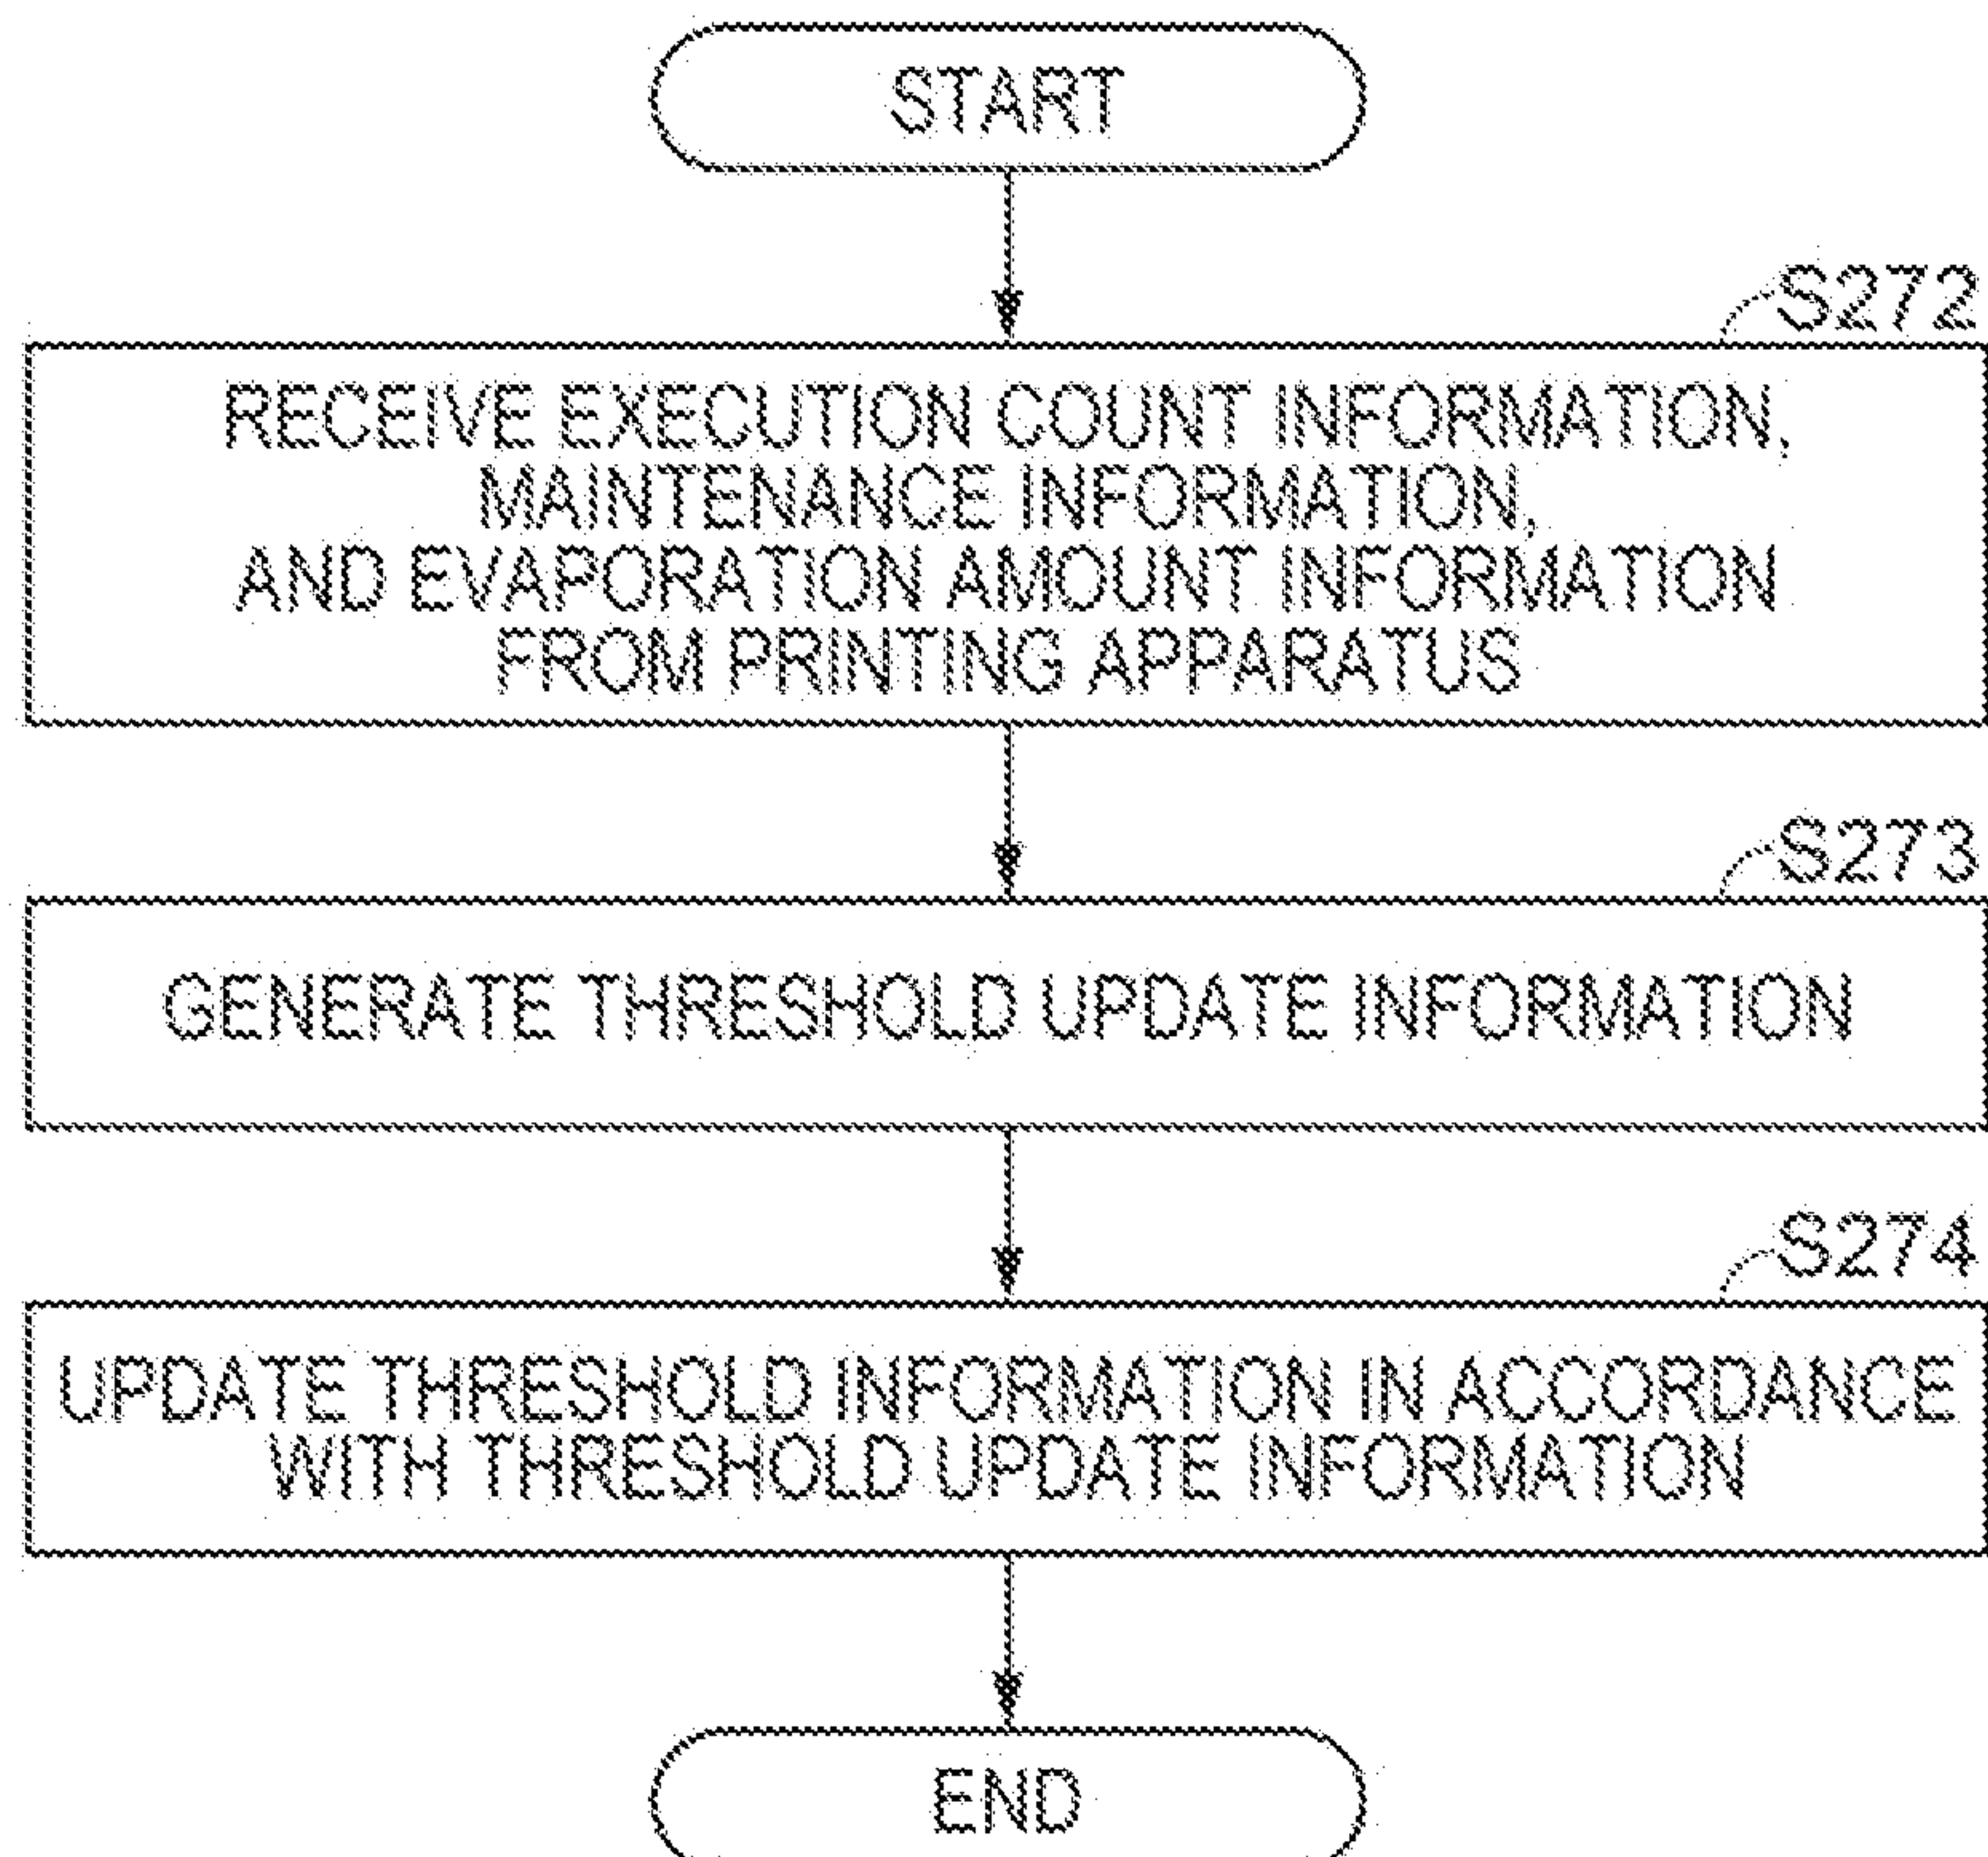 START
S272
RECEIVE EXECUTION COUNT INFORMATION,
MAINTENANCE INFORMATION,
AND EVAPORATION AMOUNT INFORMATION
FROM PRINTING APPARATUS
S273
GENERATE THRESHOLD UPDATE INFORMATION
S274
UPDATE THRESHOLD INFORMATION IN ACCORDANCE
WITH THRESHOLD UPDATE INFORMATION
END